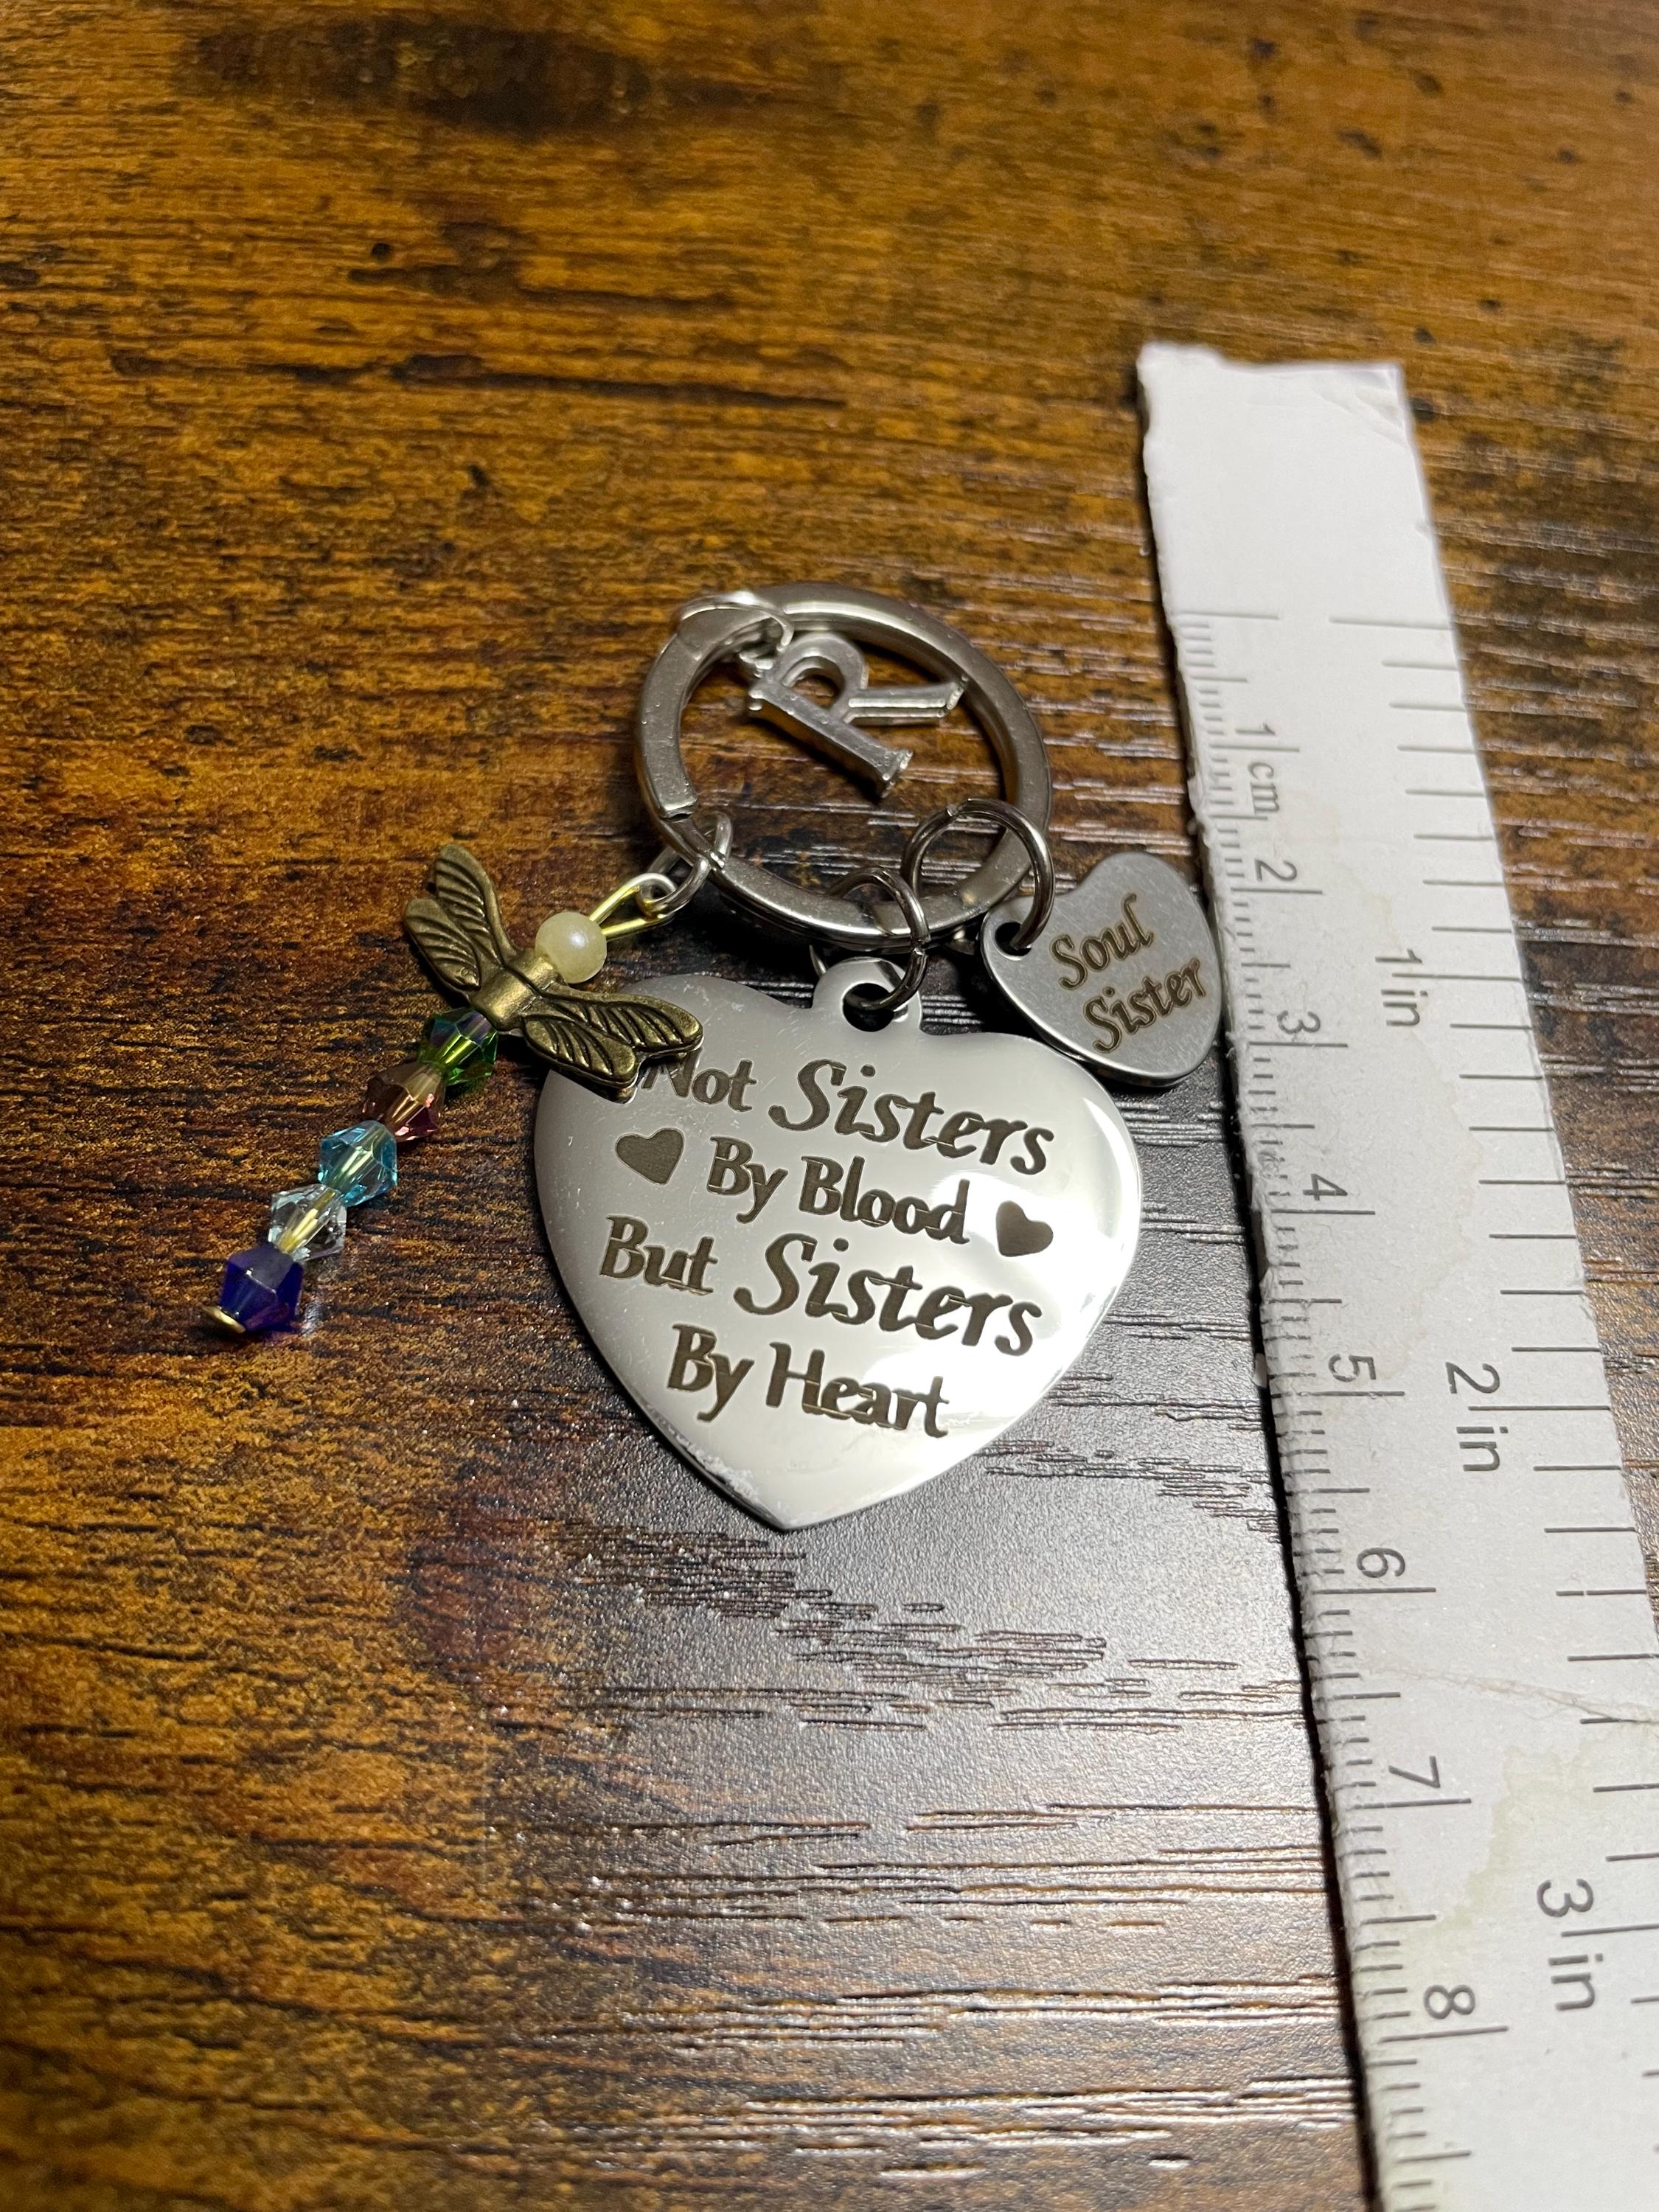 R
Soul
Sister
Not Sisters
By Blood
But Sisters
By Heart
1 cm
2
3
4
5
6
7
8
1 in
2 in
3 in